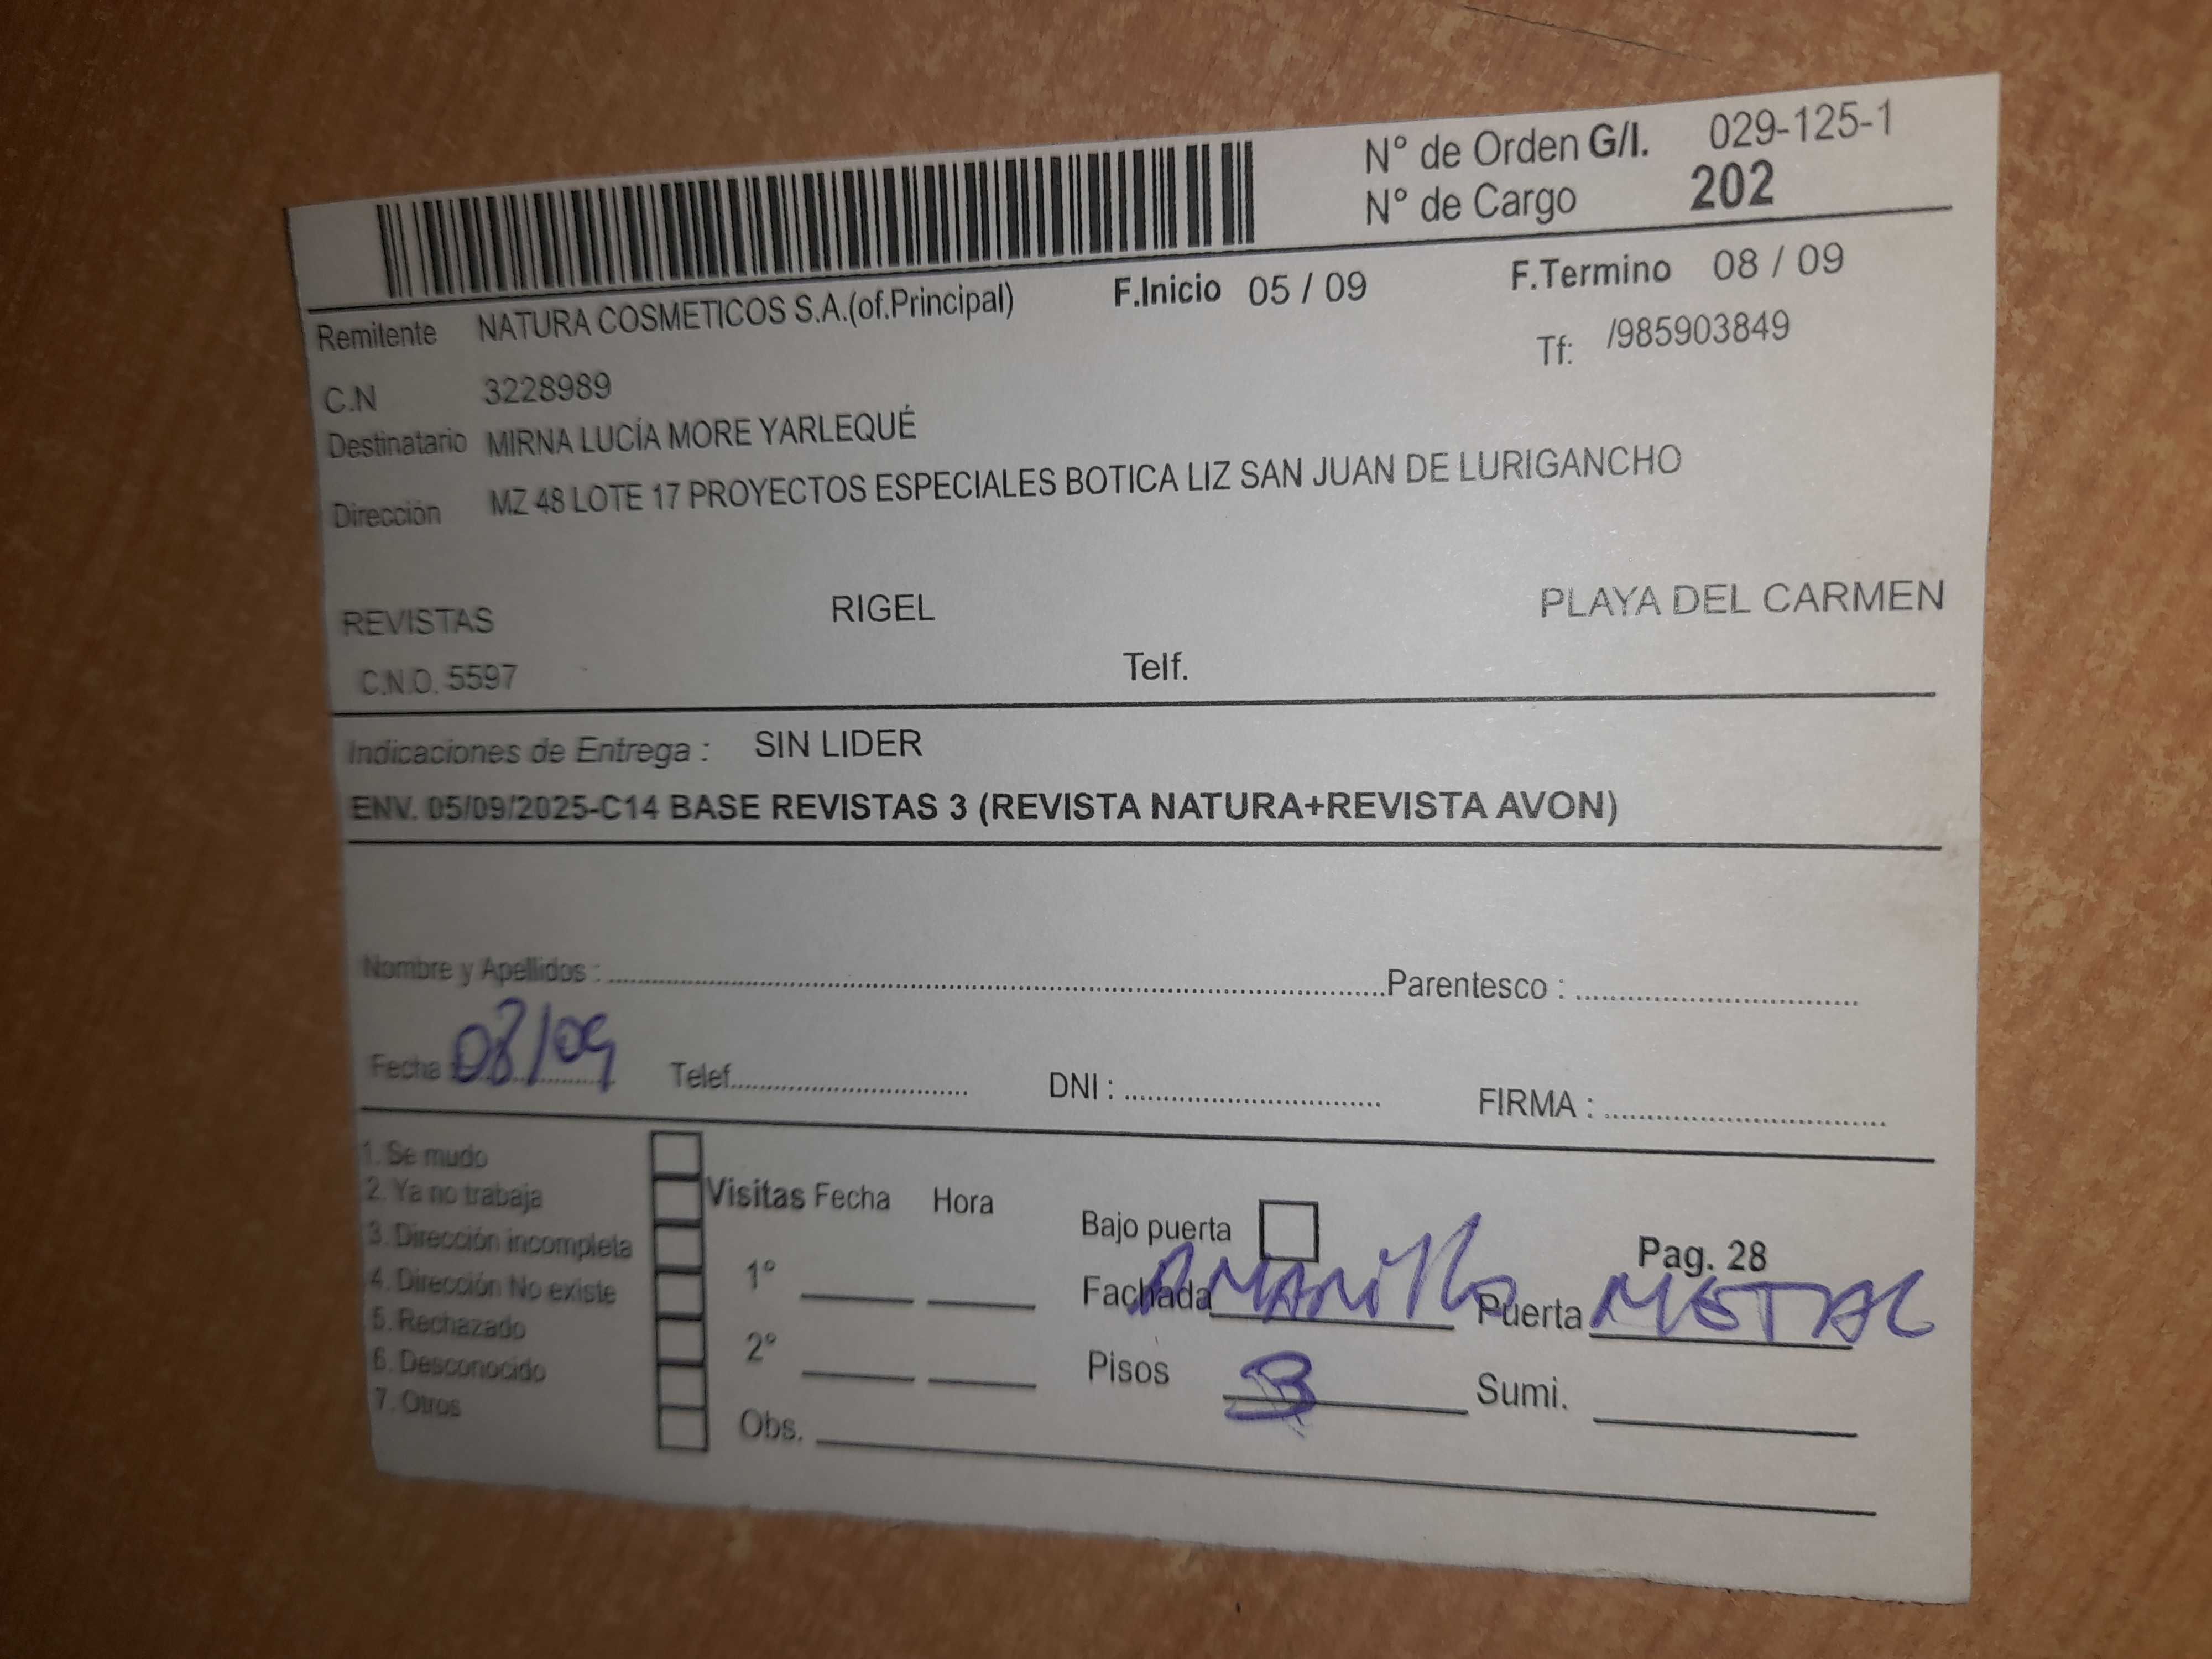 N° de Orden G/I. 029-125-1
N° de Cargo 202
Remitente NATURA COSMETICOS S.A.(of.Principal) F.Inicio 05 / 09 F.Termino 08 / 09
C.N 3228989 Tf: /985903849
Destinatario MIRNA LUCÍA MORE YARLEQUÉ
Dirección MZ 48 LOTE 17 PROYECTOS ESPECIALES BOTICA LIZ SAN JUAN DE LURIGANCHO
REVISTAS RIGEL PLAYA DEL CARMEN
C.N.O. 5597 Telf.
Indicaciones de Entrega : SIN LIDER
ENV. 05/09/2025-C14 BASE REVISTAS 3 (REVISTA NATURA+REVISTA AVON)
Nombre y Apellidos : Parentesco :
Fecha 08/09 Telef. DNI : FIRMA :
1. Se mudo
2. Ya no trabaja
3. Dirección incompleta
4. Dirección No existe
5. Rechazado
6. Desconocido
7. Otros
Visitas Fecha Hora
1°
2°
Obs.
Bajo puerta Pag. 28
Fachada AMARillo Puerta METAL
Pisos 3 Sumi.